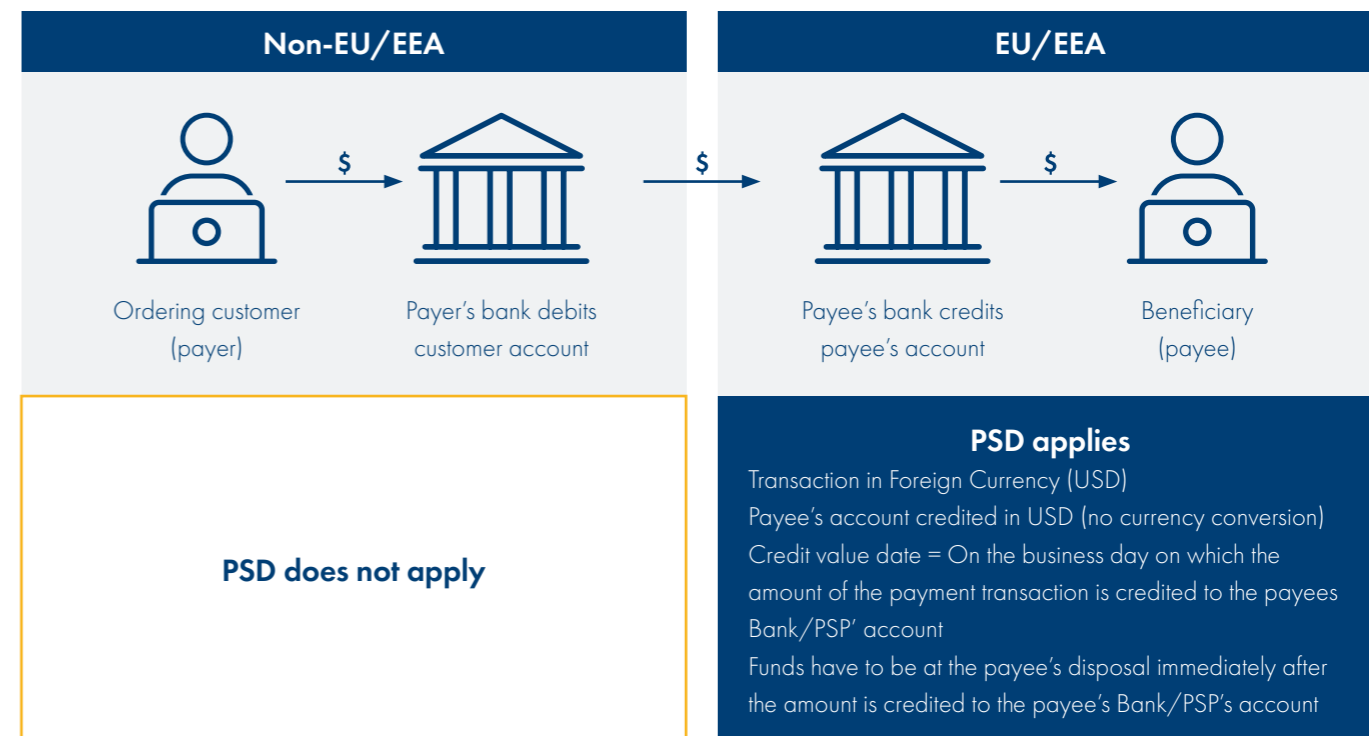 Non-EU/EEA
EU/EEA
$
$
$
Ordering customer
(payer)
Payer’s bank debits
customer account
Payee’s bank credits
payee’s account
Beneficiary
(payee)
PSD does not apply
PSD applies
Transaction in Foreign Currency (USD)
Payee’s account credited in USD (no currency conversion)
Credit value date = On the business day on which the
amount of the payment transaction is credited to the payees
Bank/PSP’ account
Funds have to be at the payee’s disposal immediately after
the amount is credited to the payee’s Bank/PSP’s account